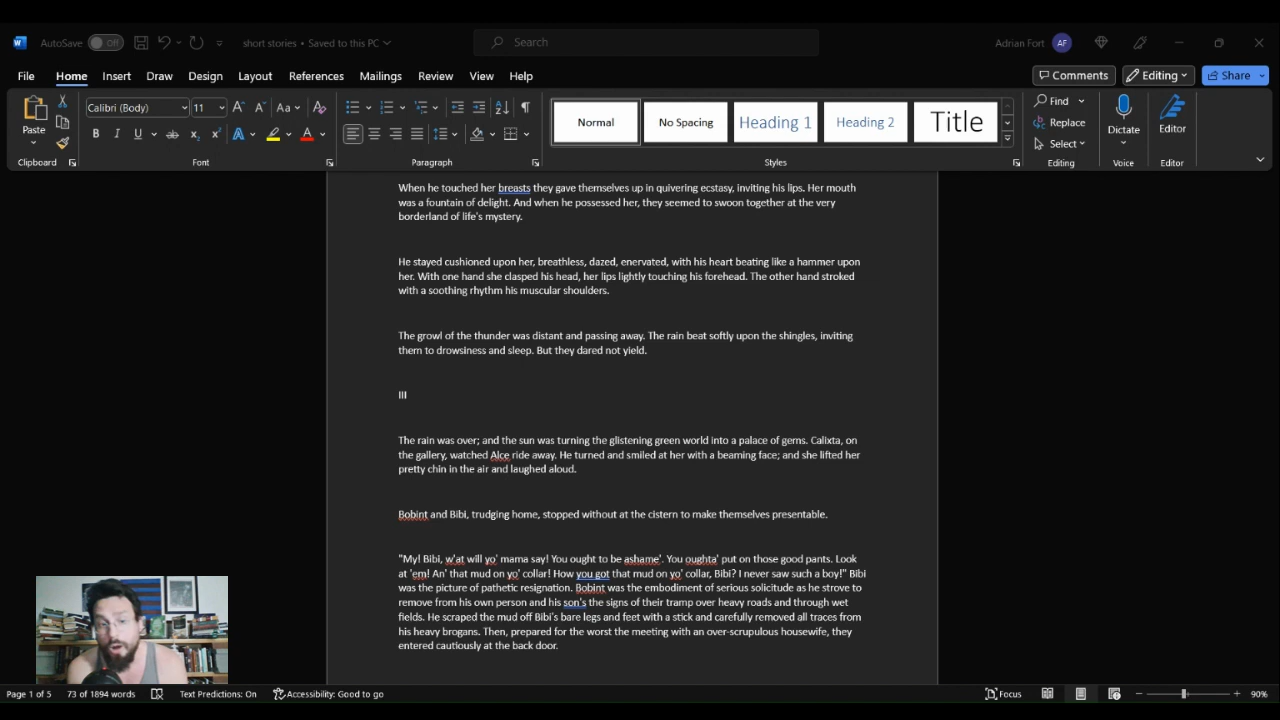 AutoSave Off short stories • Saved to this PC Search Adrian Fort AF
File Home Insert Draw Design Layout References Mailings Review View Help Comments Editing Share
Calibri (Body) 11 Aa Find
Paste Normal No Spacing Heading 1 Heading 2 Title Replace Dictate Editor
B I U ab x A A Select
Clipboard Font Paragraph Styles Editing Voice Editor
When he touched her breasts they gave themselves up in quivering ecstasy, inviting his lips. Her mouth
was a fountain of delight. And when he possessed her, they seemed to swoon together at the very
borderland of life's mystery.
He stayed cushioned upon her, breathless, dazed, enervated, with his heart beating like a hammer upon
her. With one hand she clasped his head, her lips lightly touching his forehead. The other hand stroked
with a soothing rhythm his muscular shoulders.
The growl of the thunder was distant and passing away. The rain beat softly upon the shingles, inviting
them to drowsiness and sleep. But they dared not yield.
III
The rain was over; and the sun was turning the glistening green world into a palace of gems. Calixta, on
the gallery, watched Alce ride away. He turned and smiled at her with a beaming face; and she lifted her
pretty chin in the air and laughed aloud.
Bobint and Bibi, trudging home, stopped without at the cistern to make themselves presentable.
"My! Bibi, w'at will yo' mama say! You ought to be ashame'. You oughta' put on those good pants. Look
at 'em! An' that mud on yo' collar! How you got that mud on yo' collar, Bibi? I never saw such a boy!" Bibi
was the picture of pathetic resignation. Bobint was the embodiment of serious solicitude as he strove to
remove from his own person and his son's the signs of their tramp over heavy roads and through wet
fields. He scraped the mud off Bibi's bare legs and feet with a stick and carefully removed all traces from
his heavy brogans. Then, prepared for the worst the meeting with an over-scrupulous housewife, they
entered cautiously at the back door.
Page 1 of 5 73 of 1894 words Text Predictions: On Accessibility: Good to go Focus 90%